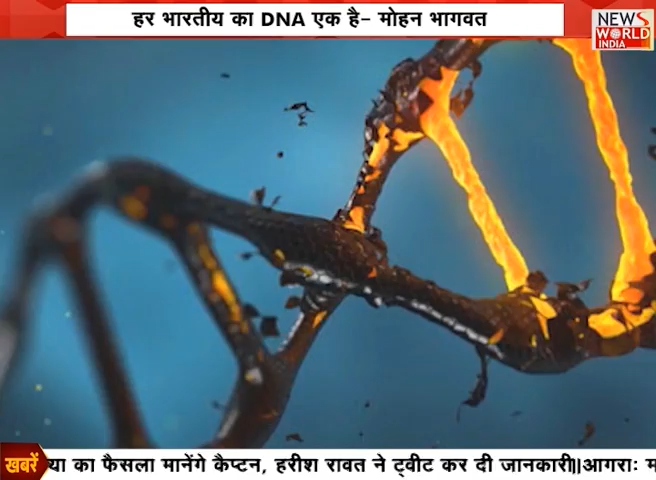 हर भारतीय का DNA एक है- मोहन भागवत
NEWS
WORLD
INDIA
खबरें
या का फैसला मानेंगे कैप्टन, हरीश रावत ने ट्वीट कर दी जानकारी||आगराः म